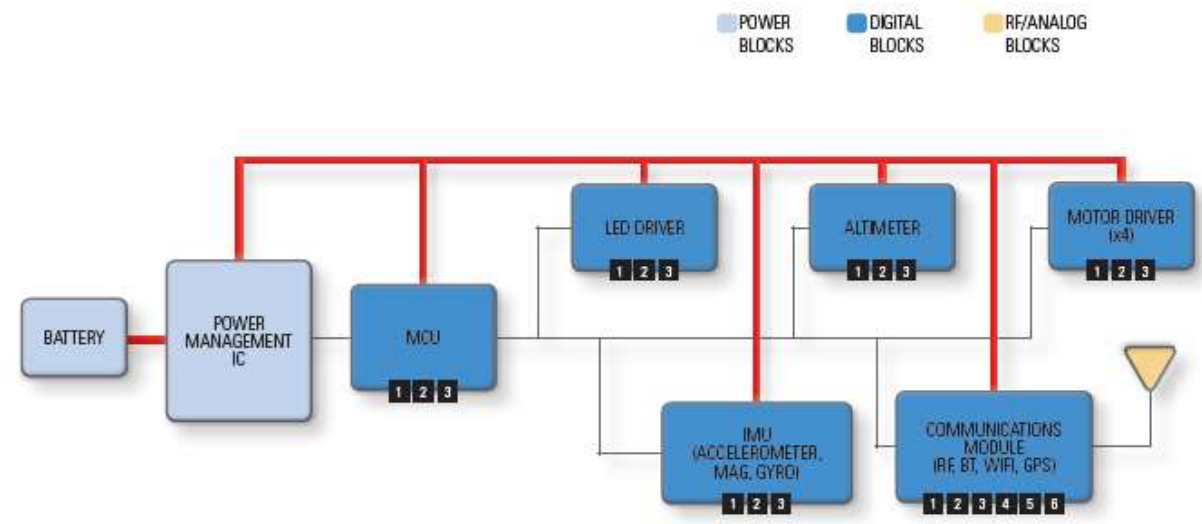 POWER
BLOCKS
DIGITAL
BLOCKS
RF/ANALOG
BLOCKS
BATTERY
POWER
MANAGEMENT
IC
MCU
1 2 3
LED DRIVER
1 2 3
ALTIMETER
1 2 3
MOTOR DRIVER
(x4)
1 2 3
IMU
(ACCELEROMETER,
MAG, GYRO)
1 2 3
COMMUNICATIONS
MODULE
(RF, BT, WIFI, GPS)
1 2 3 4 5 6